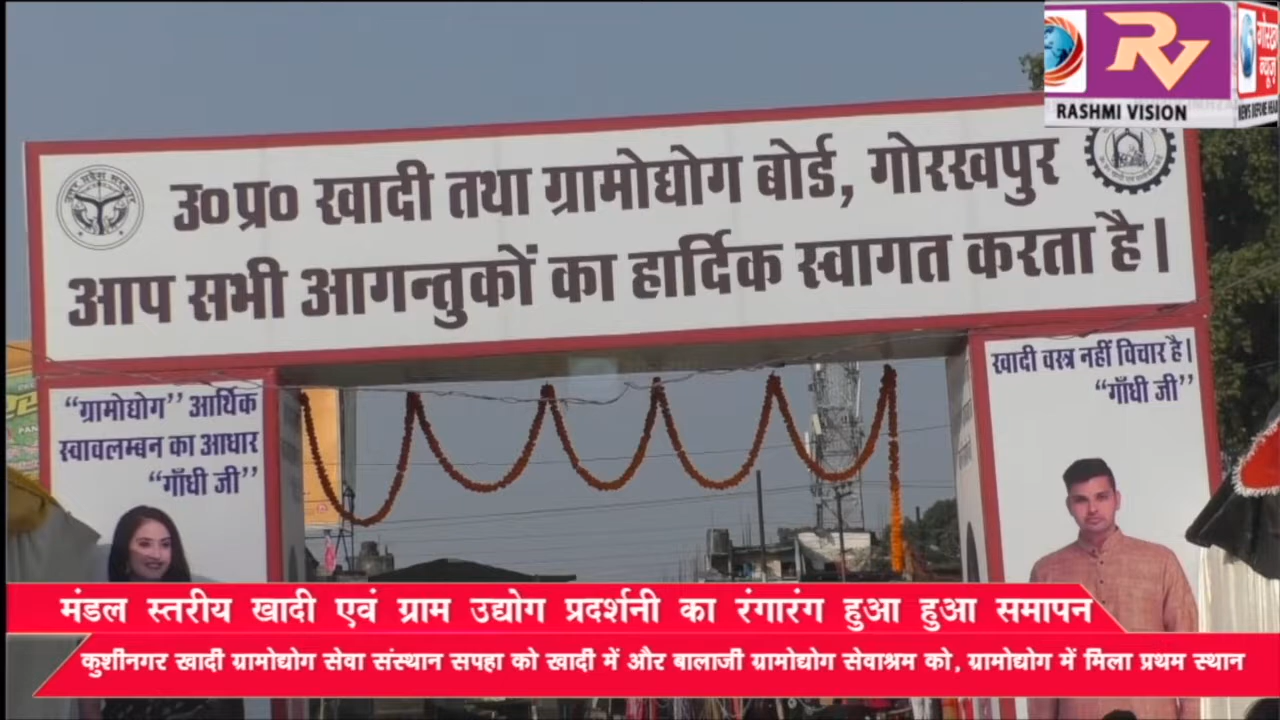 RASHMI VISION
गोरख
न्यूज़
उ०प्र० खादी तथा ग्रामोद्योग बोर्ड, गोरखपुर
आप सभी आगन्तुकों का हार्दिक स्वागत करता है।
“ग्रामोद्योग’’ आर्थिक
स्वावलम्बन का आधार
“गाँधी जी’’
खादी वस्त्र नहीं विचार है।
“गाँधी जी’’
मंडल स्तरीय खादी एवं ग्राम उद्योग प्रदर्शनी का रंगारंग हुआ हुआ समापन
कुशीनगर खादी ग्रामोद्योग सेवा संस्थान सपहा को खादी में और बालाजी ग्रामोद्योग सेवाश्रम को, ग्रामोद्योग में मिला प्रथम स्थान